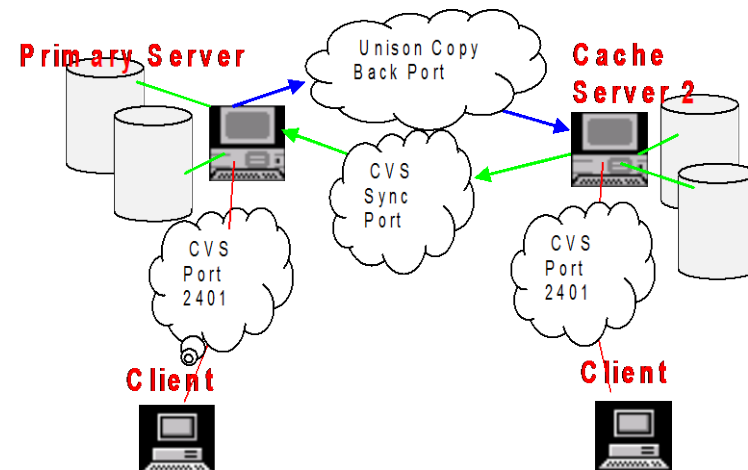 Primary Server
Unison Copy
Back Port
Cache
Server 2
CVS
Sync
Port
CVS
Port
2401
CVS
Port
2401
Client
Client